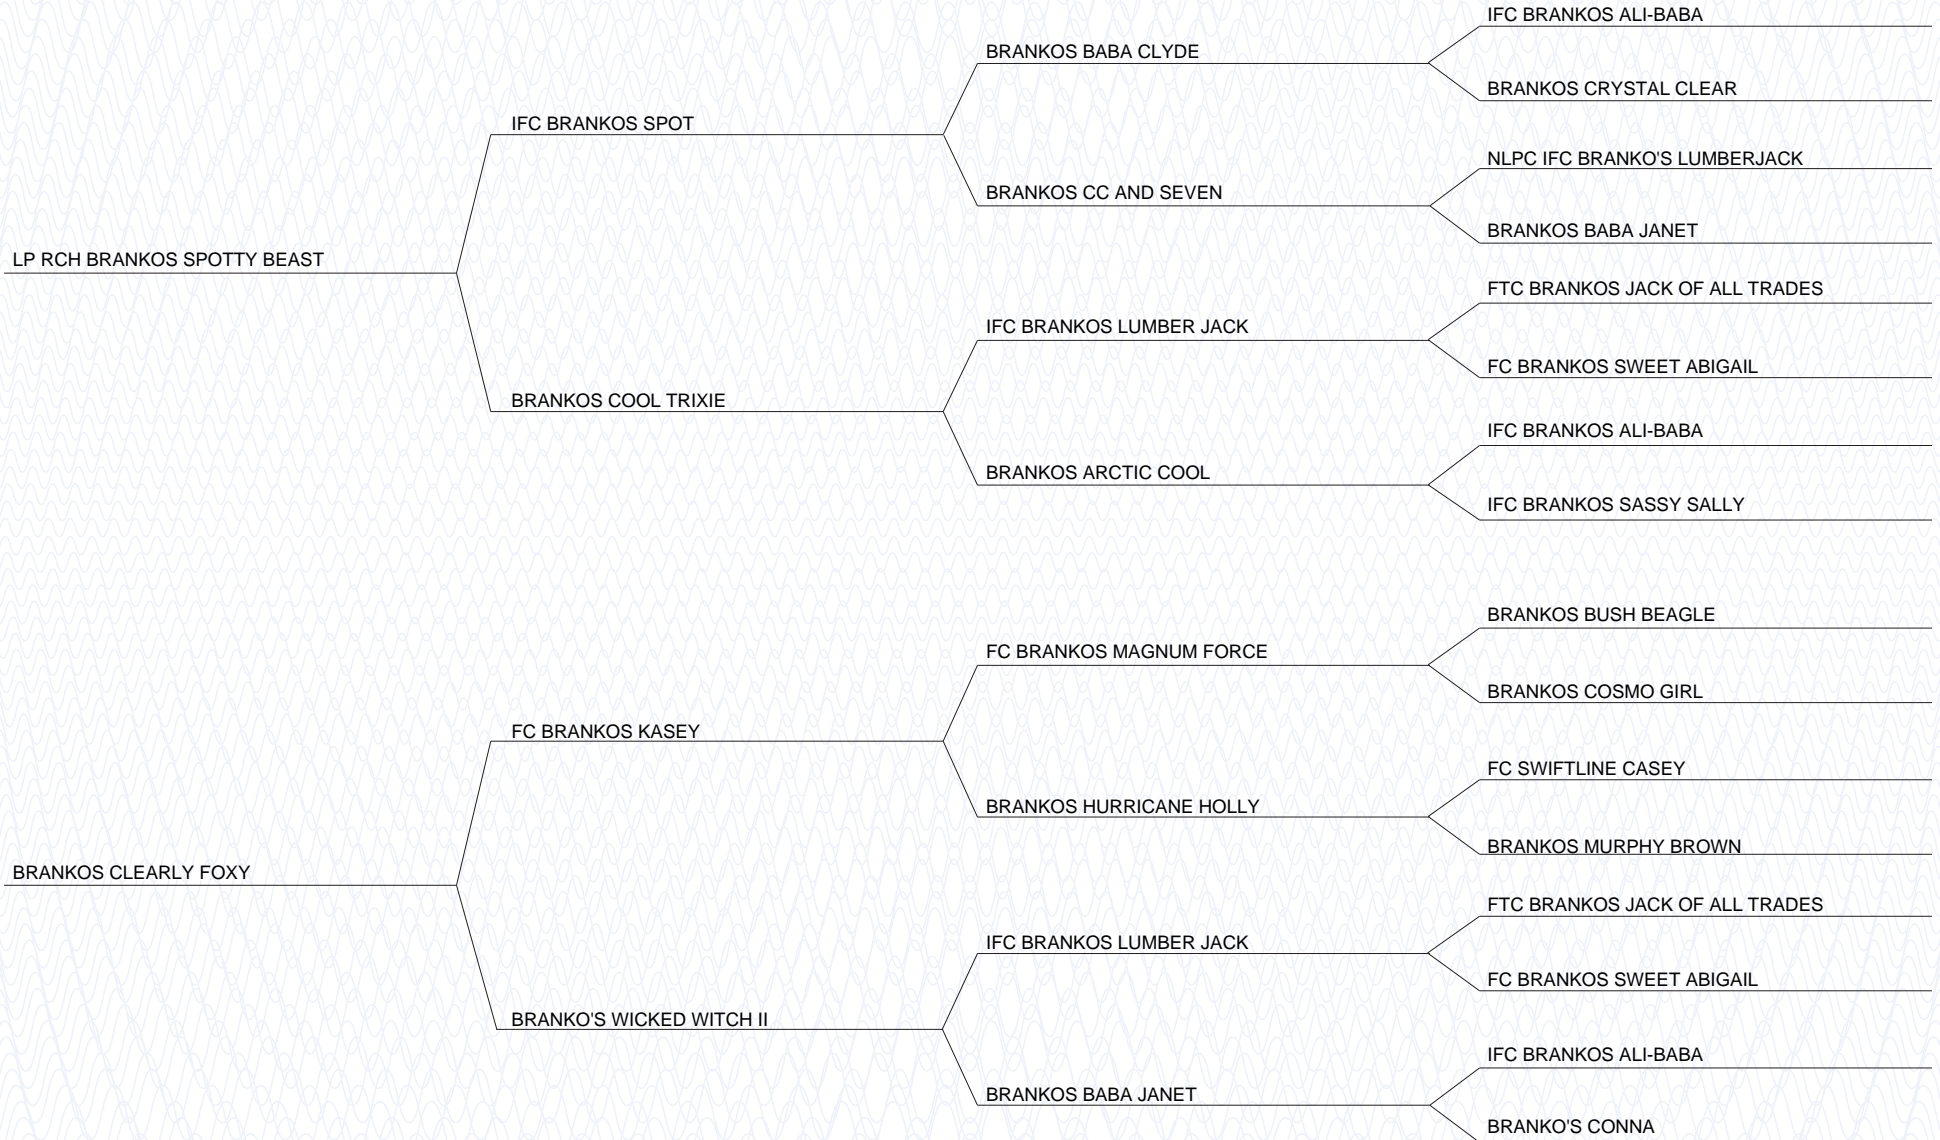 IFC BRANKOS ALI-BABA
BRANKOS BABA CLYDE
BRANKOS CRYSTAL CLEAR
IFC BRANKOS SPOT
NLPC IFC BRANKO'S LUMBERJACK
BRANKOS CC AND SEVEN
BRANKOS BABA JANET
LP RCH BRANKOS SPOTTY BEAST
FTC BRANKOS JACK OF ALL TRADES
IFC BRANKOS LUMBER JACK
FC BRANKOS SWEET ABIGAIL
BRANKOS COOL TRIXIE
IFC BRANKOS ALI-BABA
BRANKOS ARCTIC COOL
IFC BRANKOS SASSY SALLY
BRANKOS BUSH BEAGLE
FC BRANKOS MAGNUM FORCE
BRANKOS COSMO GIRL
FC BRANKOS KASEY
FC SWIFTLINE CASEY
BRANKOS HURRICANE HOLLY
BRANKOS MURPHY BROWN
BRANKOS CLEARLY FOXY
FTC BRANKOS JACK OF ALL TRADES
IFC BRANKOS LUMBER JACK
FC BRANKOS SWEET ABIGAIL
BRANKO'S WICKED WITCH II
IFC BRANKOS ALI-BABA
BRANKOS BABA JANET
BRANKO'S CONNA